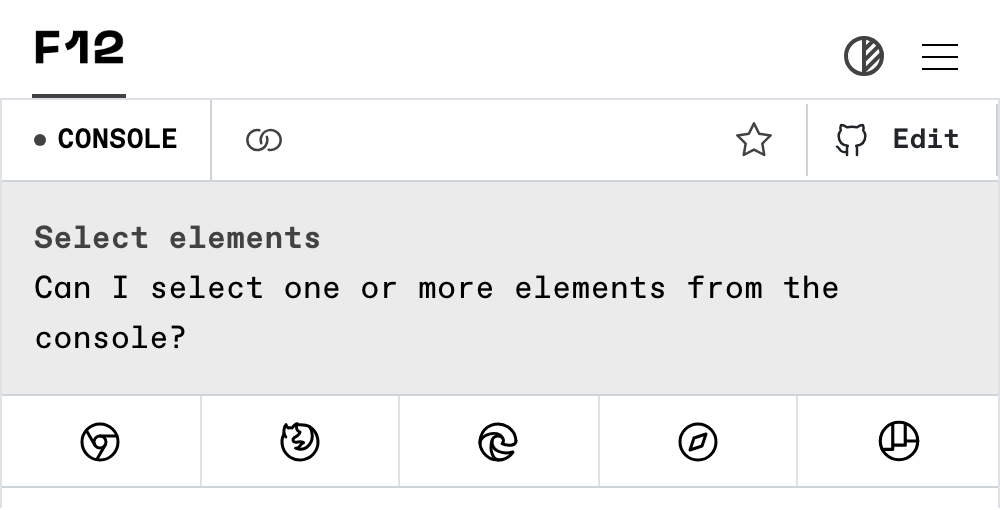 F12
CONSOLE
Edit
Select elements
Can I select one or more elements from the
console?